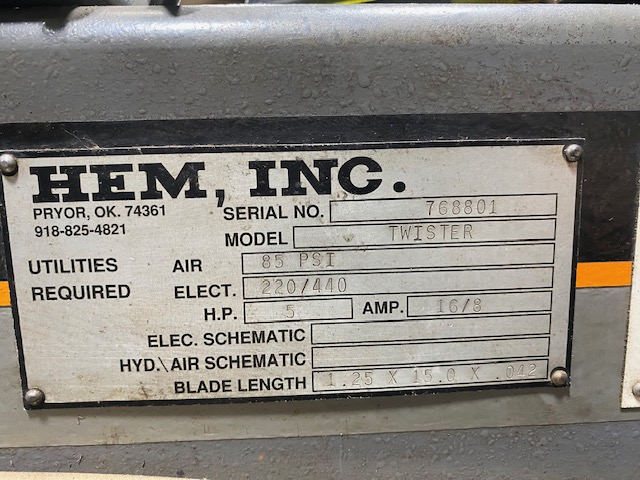 HEM, INC.
PRYOR, OK. 74361
918-825-4821
SERIAL NO. 768801
MODEL TWISTER
UTILITIES AIR 85 PSI
REQUIRED ELECT. 220/440
H.P. 5 AMP. 16/8
ELEC. SCHEMATIC
HYD.\AIR SCHEMATIC
BLADE LENGTH 1.25 X 15.0 X .042